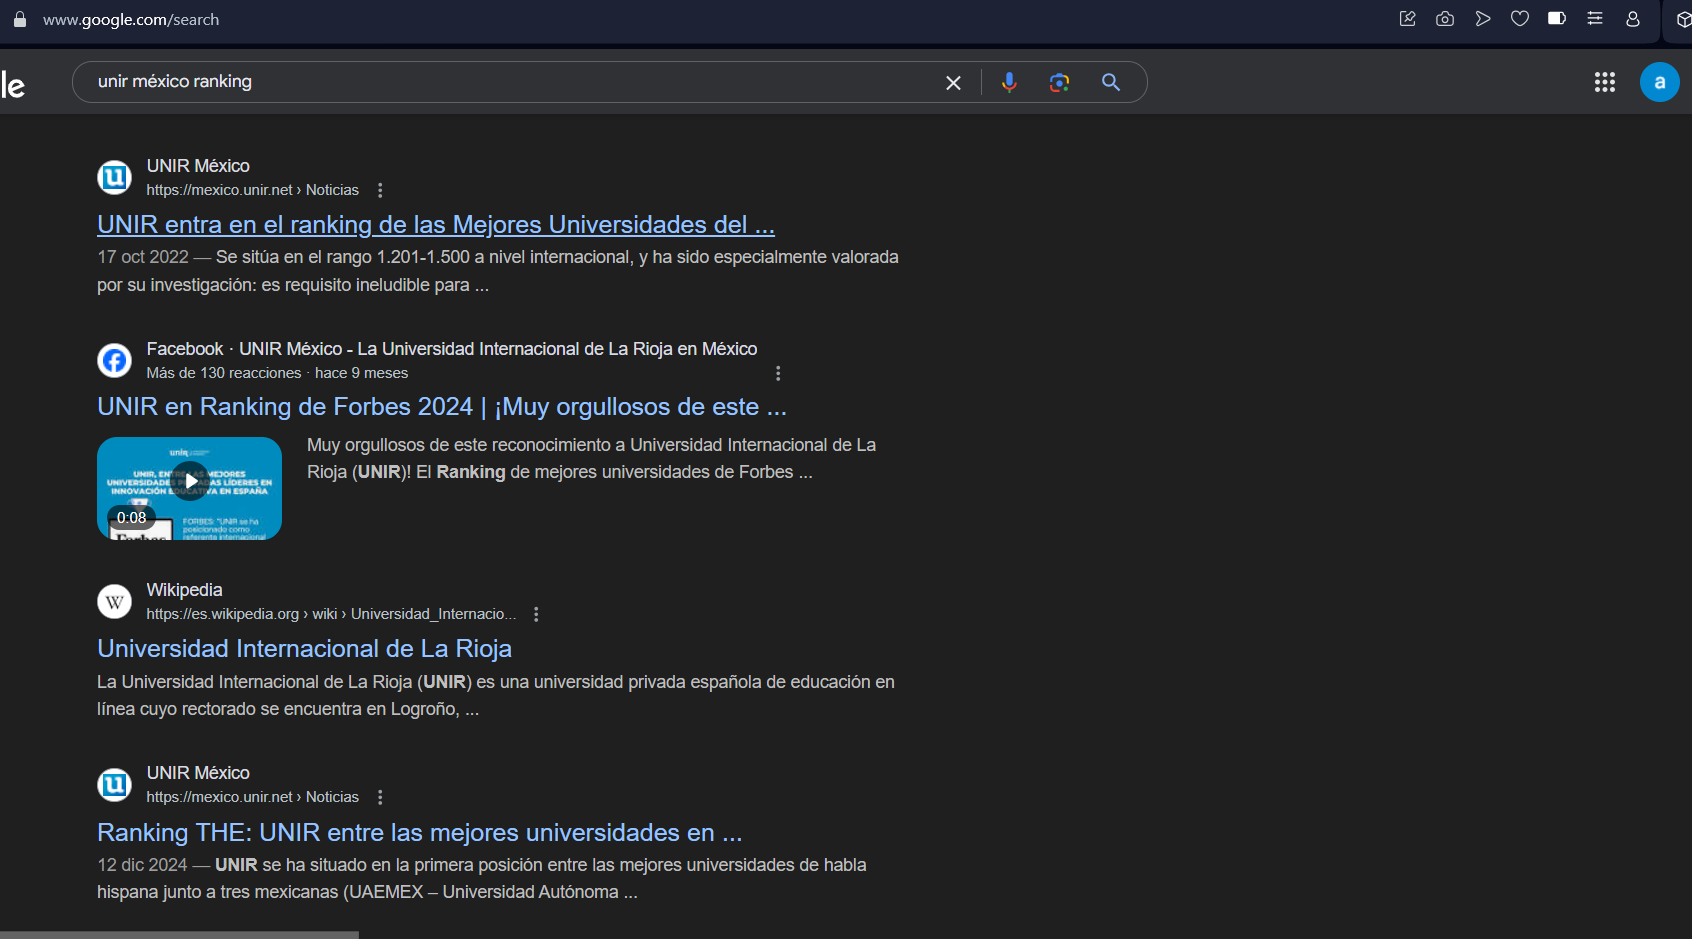 www.google.com/search
le
unir méxico ranking
a
UNIR México
https://mexico.unir.net › Noticias
UNIR entra en el ranking de las Mejores Universidades del ...
17 oct 2022 — Se sitúa en el rango 1.201-1.500 a nivel internacional, y ha sido especialmente valorada
por su investigación: es requisito ineludible para ...
Facebook · UNIR México - La Universidad Internacional de La Rioja en México
Más de 130 reacciones · hace 9 meses
UNIR en Ranking de Forbes 2024 | ¡Muy orgullosos de este ...
Muy orgullosos de este reconocimiento a Universidad Internacional de La
Rioja (UNIR)! El Ranking de mejores universidades de Forbes ...
unir
UNIR, ENTRE LAS MEJORES
UNIVERSIDADES PRIVADAS LÍDERES EN
INNOVACIÓN EDUCATIVA EN ESPAÑA
0:08
FORBES: "UNIR se ha
posicionado como
referente internacional
Forbes
Wikipedia
https://es.wikipedia.org › wiki › Universidad_Internacio...
Universidad Internacional de La Rioja
La Universidad Internacional de La Rioja (UNIR) es una universidad privada española de educación en
línea cuyo rectorado se encuentra en Logroño, ...
UNIR México
https://mexico.unir.net › Noticias
Ranking THE: UNIR entre las mejores universidades en ...
12 dic 2024 — UNIR se ha situado en la primera posición entre las mejores universidades de habla
hispana junto a tres mexicanas (UAEMEX – Universidad Autónoma ...